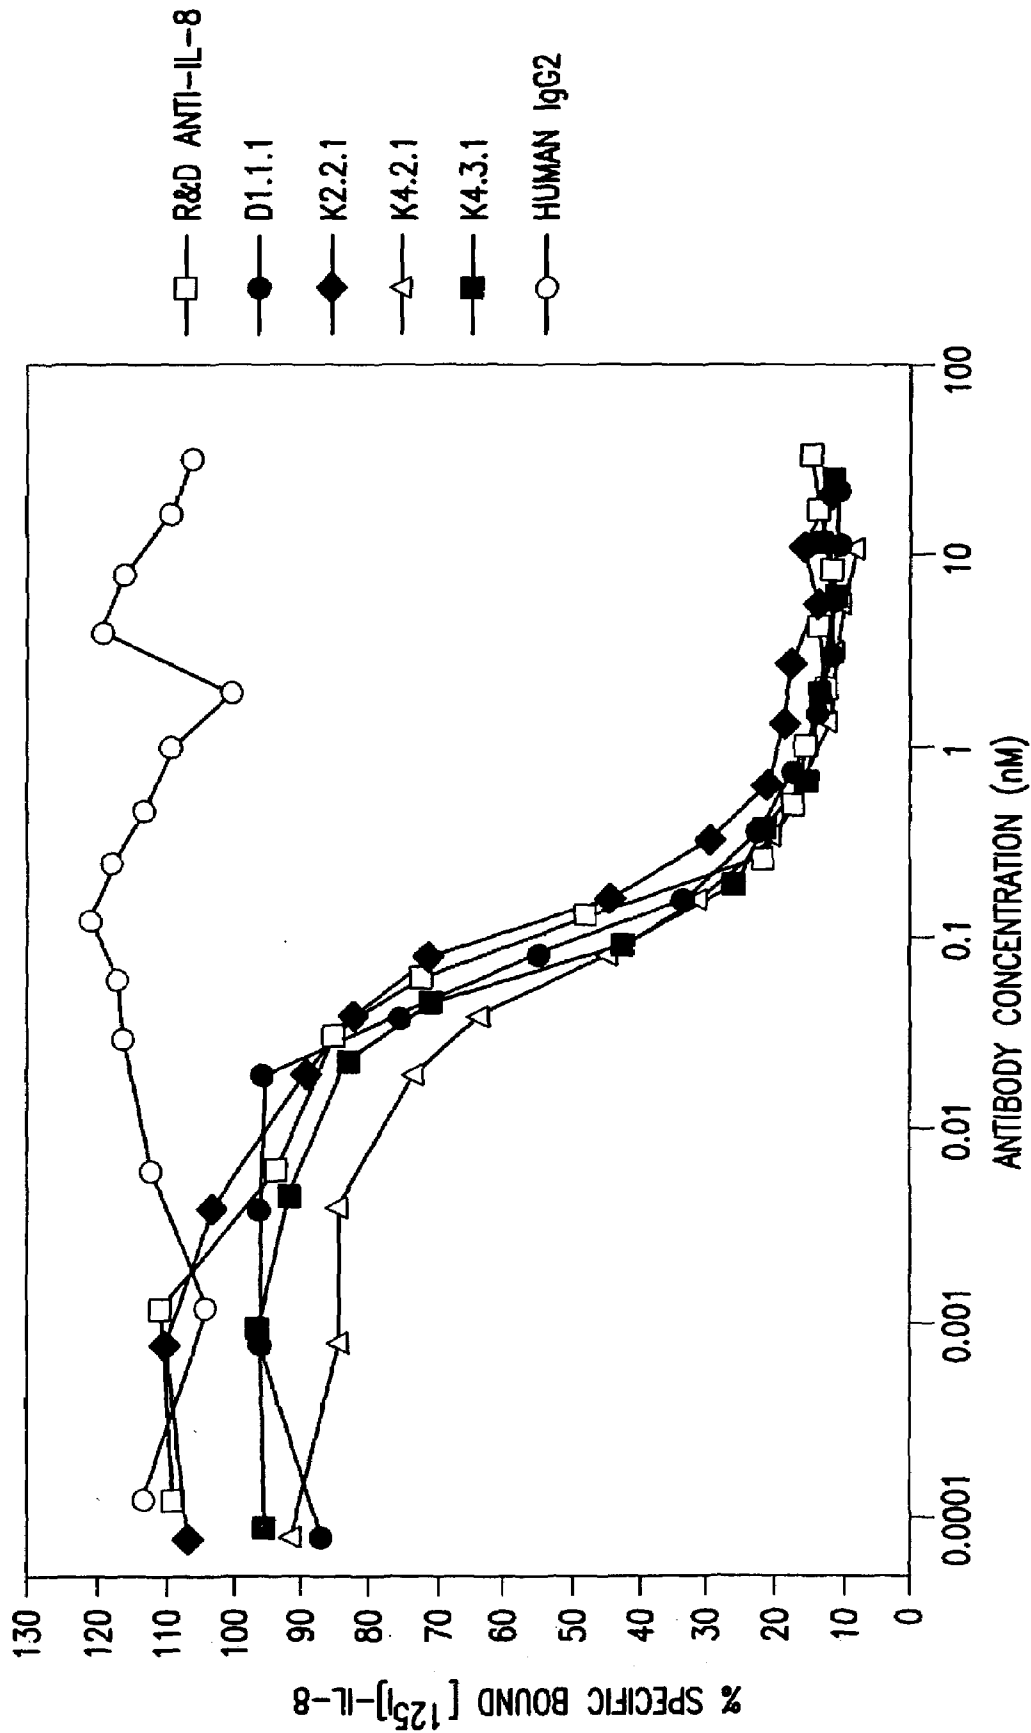 % SPECIFIC BOUND [125I]-IL-8
130
120
110
100
90
80
70
60
50
40
30
20
10
0
0.0001
0.001
0.01
0.1
1
10
100
ANTIBODY CONCENTRATION (nM)
R&D ANTI-IL-8
D1.1.1
K2.2.1
K4.2.1
K4.3.1
HUMAN IgG2